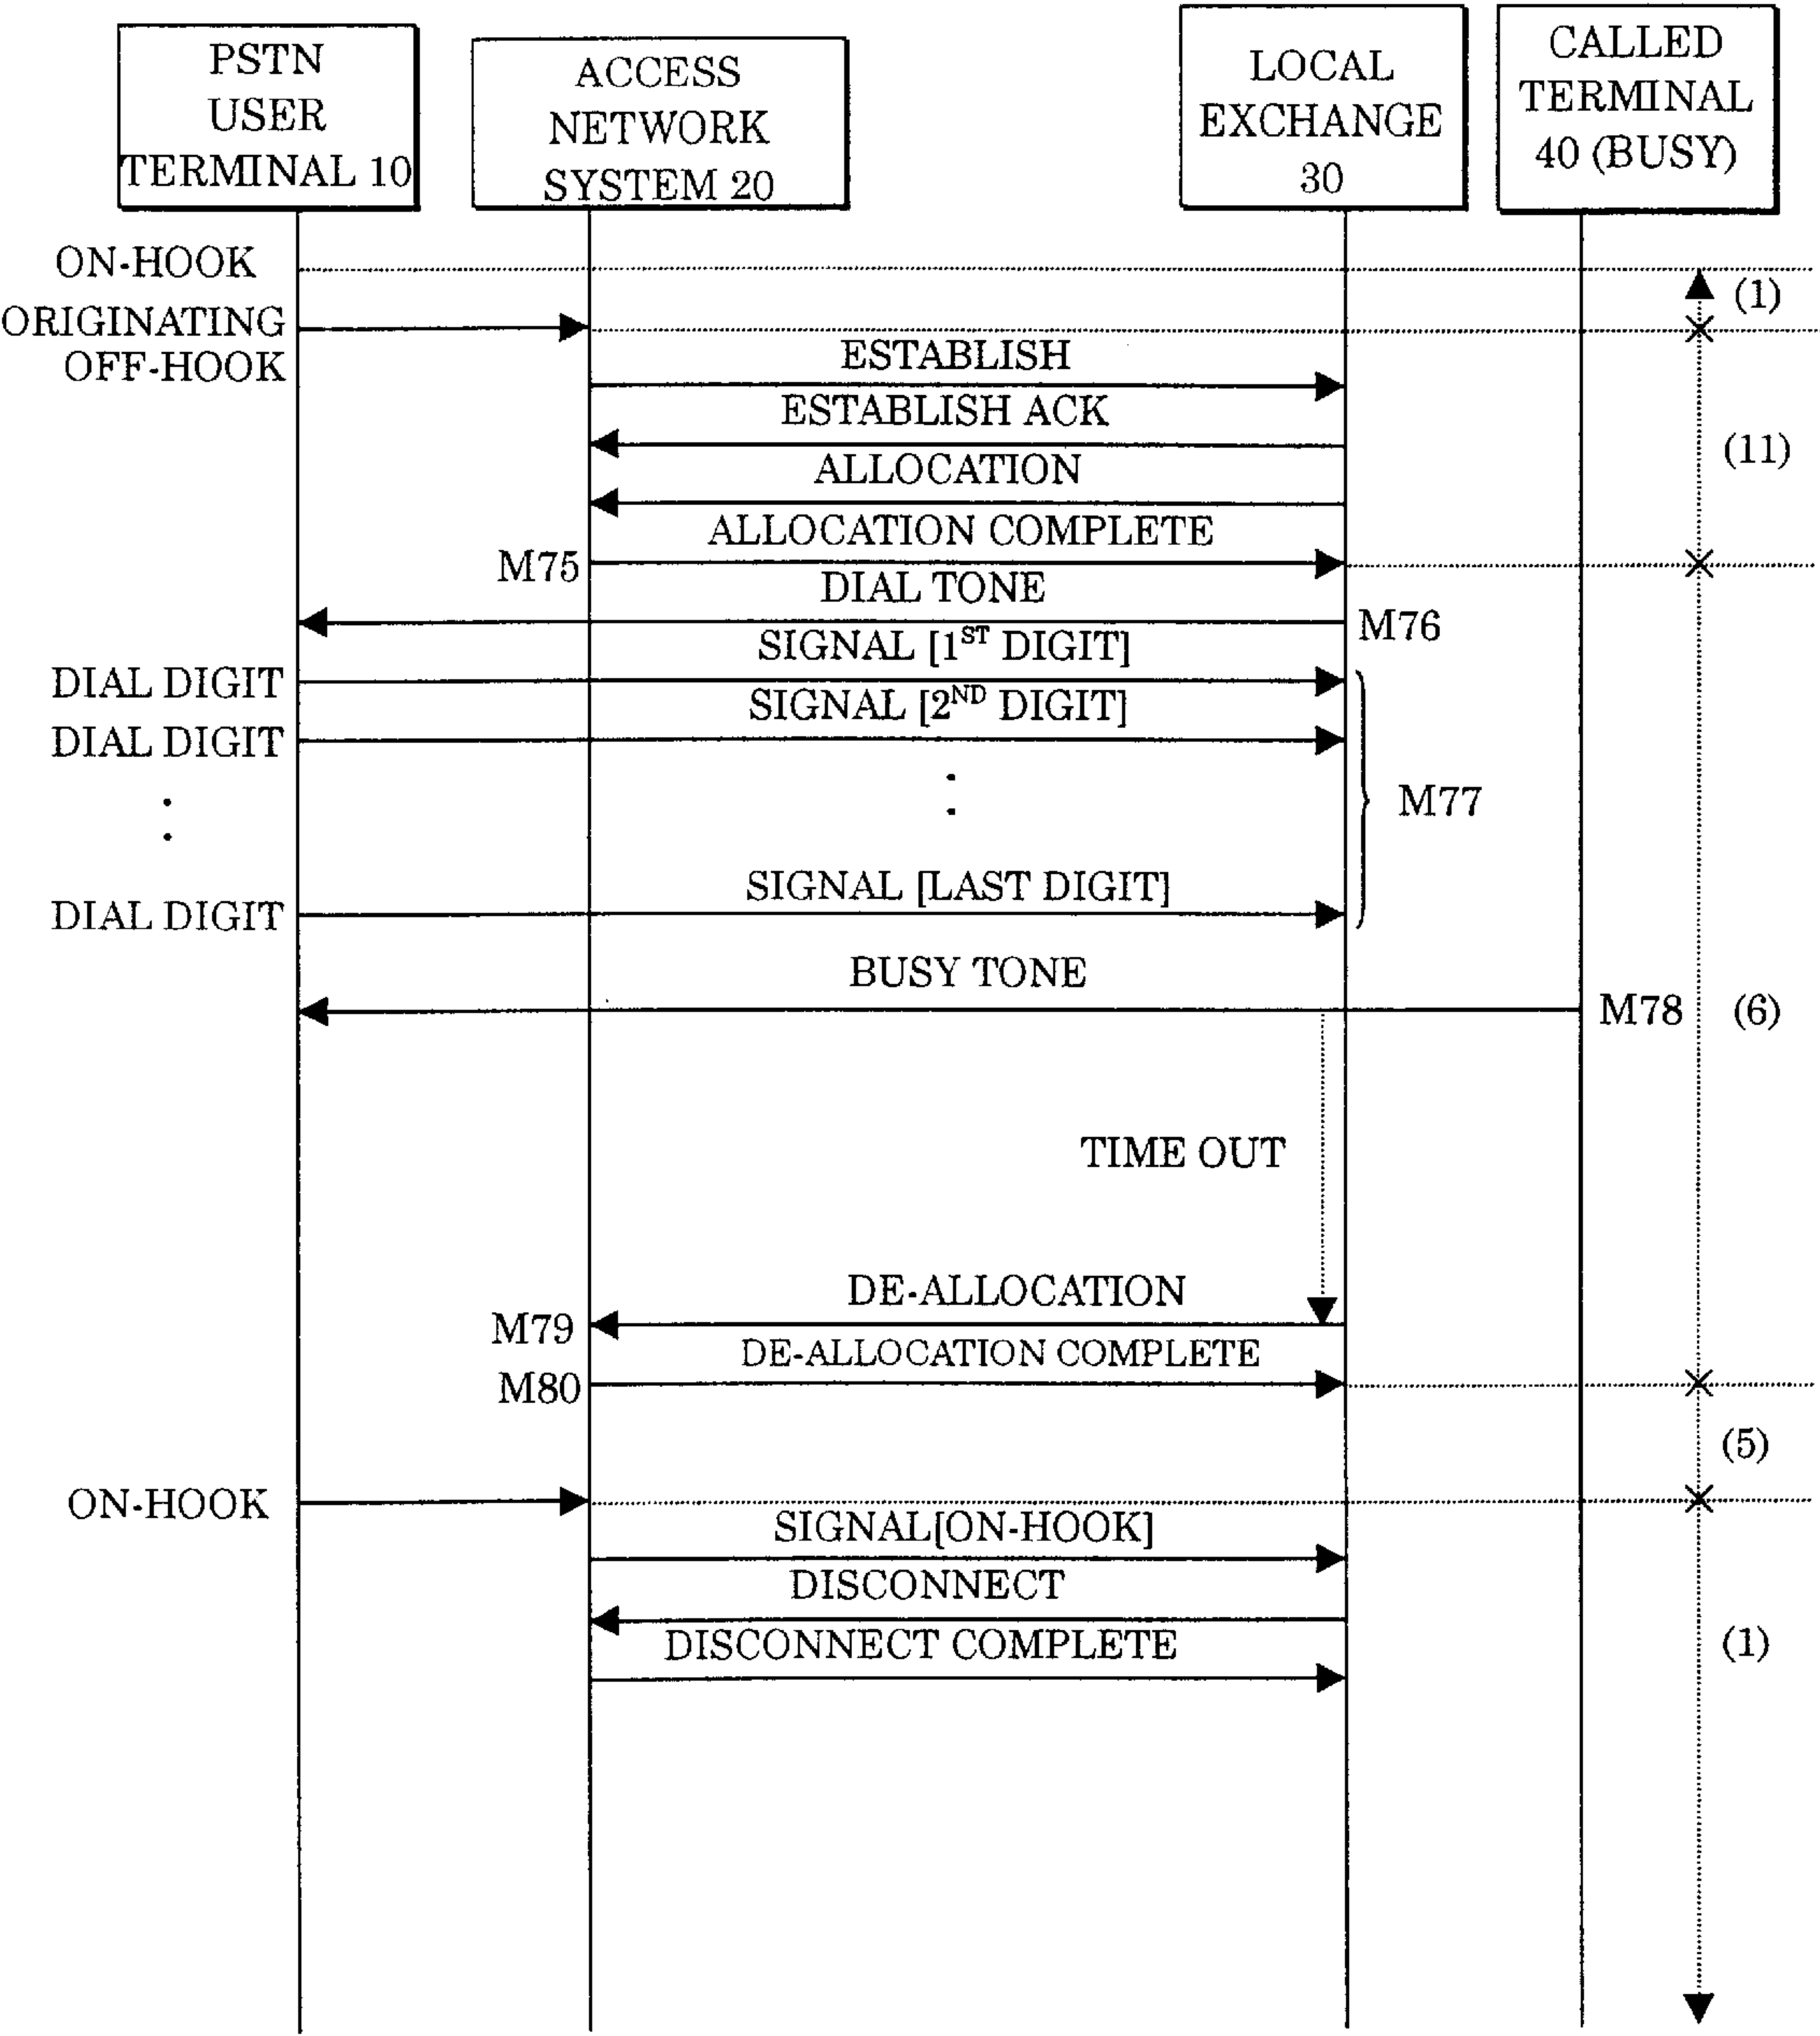 PSTN
USER
TERMINAL 10
ACCESS
NETWORK
SYSTEM 20
LOCAL
EXCHANGE
30
CALLED
TERMINAL
40 (BUSY)
ON-HOOK
(1)
ORIGINATING
OFF-HOOK
ESTABLISH
ESTABLISH ACK
(11)
ALLOCATION
ALLOCATION COMPLETE
M75
DIAL TONE
M76
SIGNAL [1ST DIGIT]
DIAL DIGIT
SIGNAL [2ND DIGIT]
DIAL DIGIT
:
:
M77
SIGNAL [LAST DIGIT]
DIAL DIGIT
BUSY TONE
M78
(6)
TIME OUT
DE-ALLOCATION
M79
DE-ALLOCATION COMPLETE
M80
(5)
ON-HOOK
SIGNAL[ON-HOOK]
DISCONNECT
DISCONNECT COMPLETE
(1)